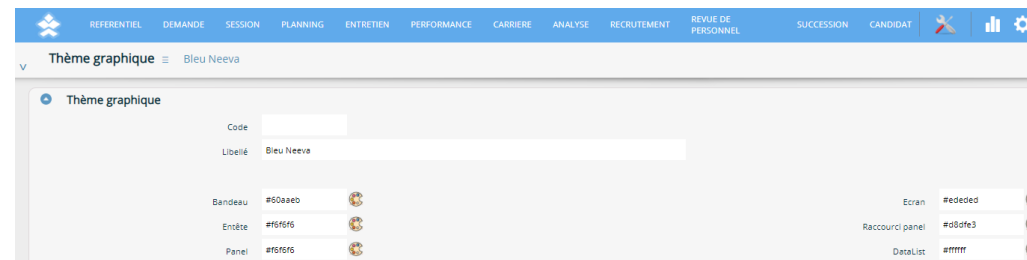 REFERENTIEL DEMANDE SESSION PLANNING ENTRETIEN PERFORMANCE CARRIERE ANALYSE RECRUTEMENT REVUE DE PERSONNEL SUCCESSION CANDIDAT
Thème graphique Bleu Neeva
Thème graphique
Code
Libellé Bleu Neeva
Bandeau #60aaeb Ecran #ededed
Entête #f6f6f6 Raccourci panel #d8dfe3
Panel #f6f6f6 DataList #ffffff